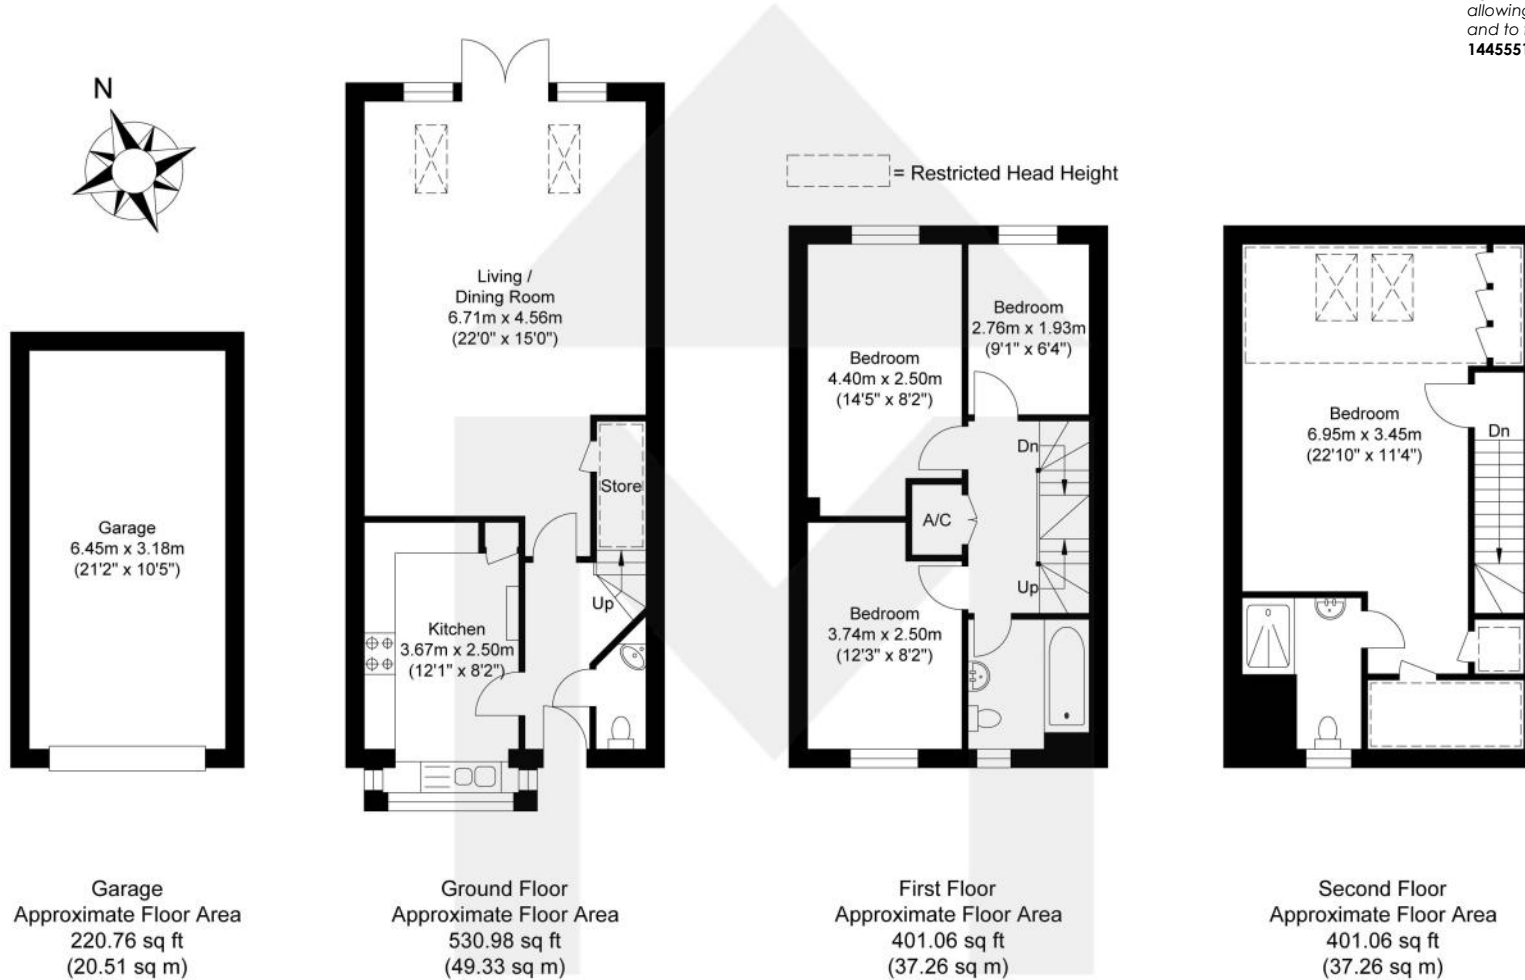 allowing
and to
1445551
N
= Restricted Head Height
Living /
Dining Room
6.71m x 4.56m
(22'0" x 15'0")
Store
Up
Kitchen
3.67m x 2.50m
(12'1" x 8'2")
Garage
6.45m x 3.18m
(21'2" x 10'5")
Bedroom
2.76m x 1.93m
(9'1" x 6'4")
Bedroom
4.40m x 2.50m
(14'5" x 8'2")
Dn
A/C
Up
Bedroom
3.74m x 2.50m
(12'3" x 8'2")
Bedroom
6.95m x 3.45m
(22'10" x 11'4")
Dn
Garage
Approximate Floor Area
220.76 sq ft
(20.51 sq m)
Ground Floor
Approximate Floor Area
530.98 sq ft
(49.33 sq m)
First Floor
Approximate Floor Area
401.06 sq ft
(37.26 sq m)
Second Floor
Approximate Floor Area
401.06 sq ft
(37.26 sq m)